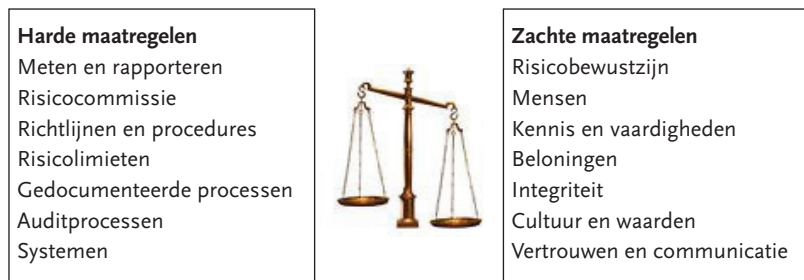 Harde maatregelen
Meten en rapporteren
Risicocommissie
Richtlijnen en procedures
Risicolimieten
Gedocumenteerde processen
Auditprocessen
Systemen
Zachte maatregelen
Risicobewustzijn
Mensen
Kennis en vaardigheden
Beloningen
Integriteit
Cultuur en waarden
Vertrouwen en communicatie